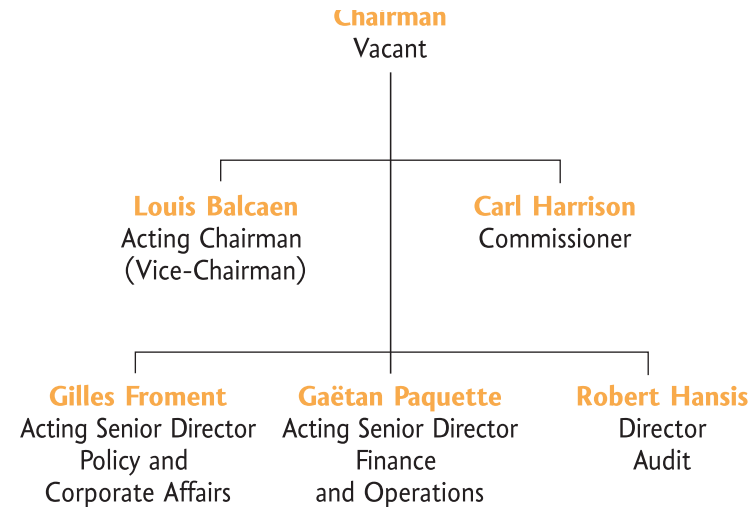 Chairman
Vacant
Louis Balcaen
Acting Chairman
(Vice-Chairman)
Carl Harrison
Commissioner
Gilles Froment
Acting Senior Director
Policy and
Corporate Affairs
Gaëtan Paquette
Acting Senior Director
Finance
and Operations
Robert Hansis
Director
Audit